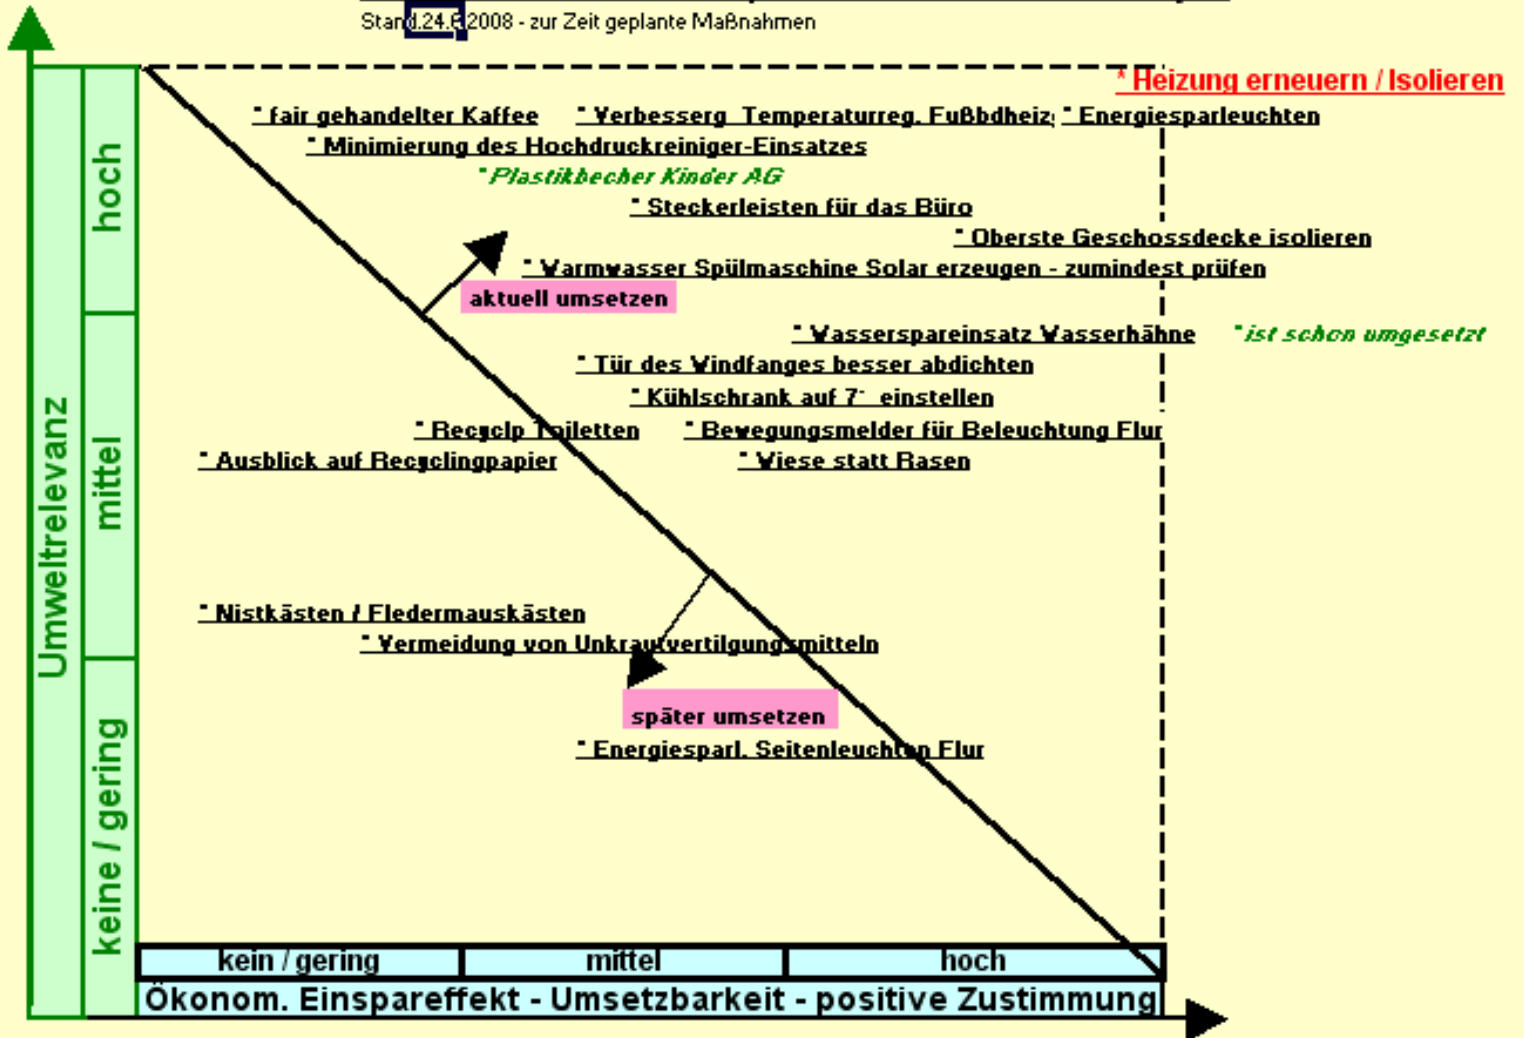 Stand.24.6.2008 - zur Zeit geplante Maßnahmen
* Heizung erneuern / Isolieren
* fair gehandelter Kaffee * Verbesserg Temperaturreg. Fußbdheiz * Energiesparleuchten
* Minimierung des Hochdruckreiniger-Einsatzes
* Plastikbecher Kinder AG
* Steckerleisten für das Büro
* Oberste Geschossdecke isolieren
* Warmwasser Spülmaschine Solar erzeugen - zumindest prüfen
aktuell umsetzen
* Wasserspareinsatz Wasserhähne * ist schon umgesetzt
* Tür des Windfanges besser abdichten
* Kühlschrank auf 7° einstellen
* Recyclp Toiletten * Bewegungsmelder für Beleuchtung Flur
* Ausblick auf Recyclingpapier * Wiese statt Rasen
* Nistkästen / Fledermauskästen
* Vermeidung von Unkrautvertilgungsmitteln
später umsetzen
* Energiesparl. Seitenleuchten Flur
Umweltrelevanz
hoch
mittel
keine / gering
kein / gering mittel hoch
Ökonom. Einspareffekt - Umsetzbarkeit - positive Zustimmung